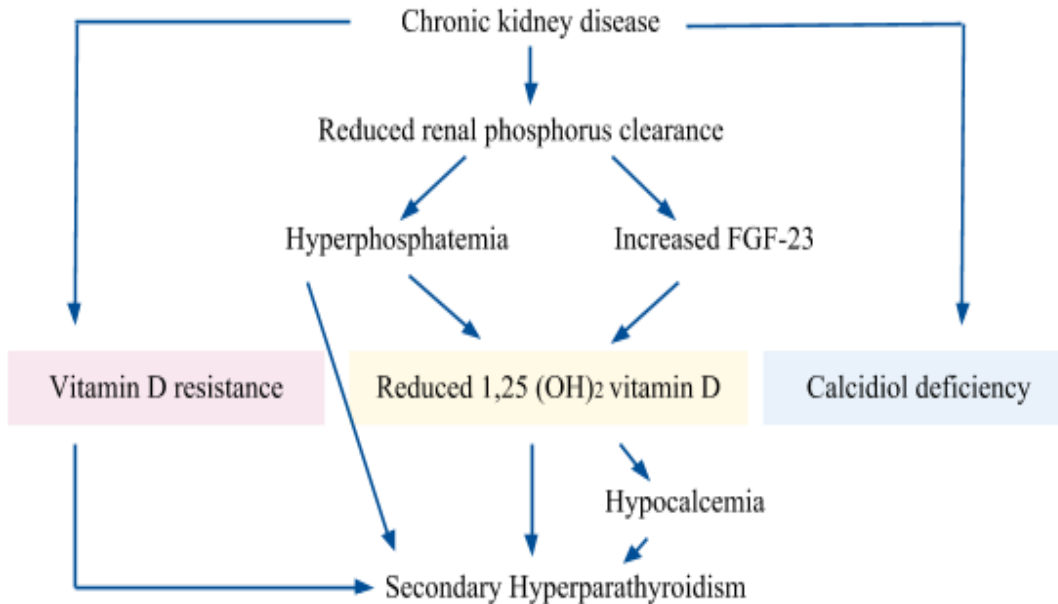 Chronic kidney disease
Reduced renal phosphorus clearance
Hyperphosphatemia
Increased FGF-23
Vitamin D resistance
Reduced 1,25 (OH)2 vitamin D
Calcidiol deficiency
Hypocalcemia
Secondary Hyperparathyroidism